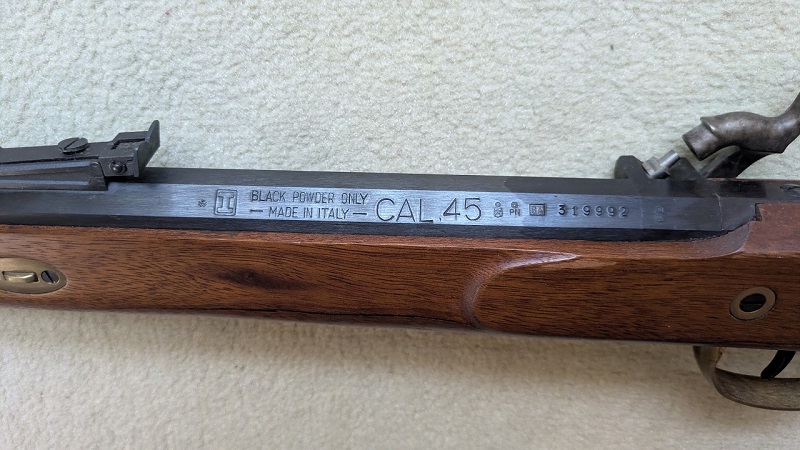 BLACK POWDER ONLY
— MADE IN ITALY —
CAL.45
PN
319992